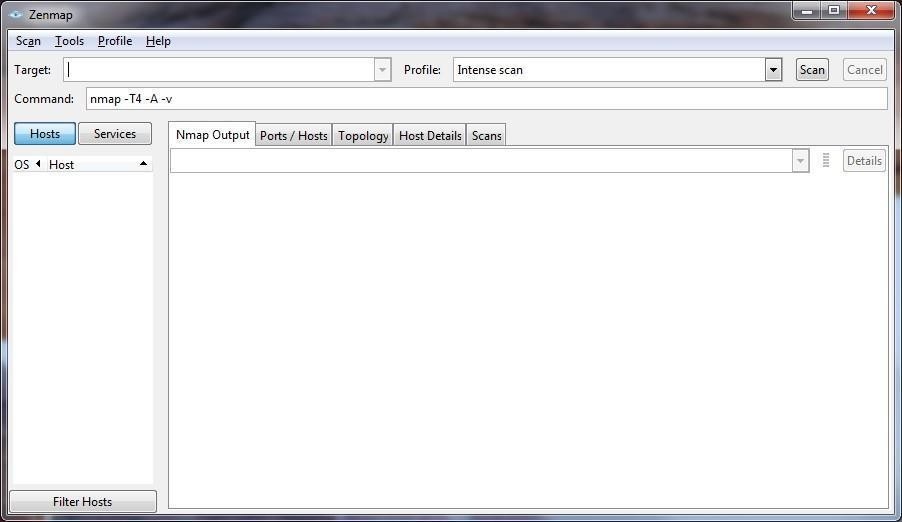 Zenmap
Scan Tools Profile Help
Target: Profile: Intense scan Scan Cancel
Command: nmap -T4 -A -v
Hosts Services Nmap Output Ports / Hosts Topology Host Details Scans
OS Host Details
Filter Hosts